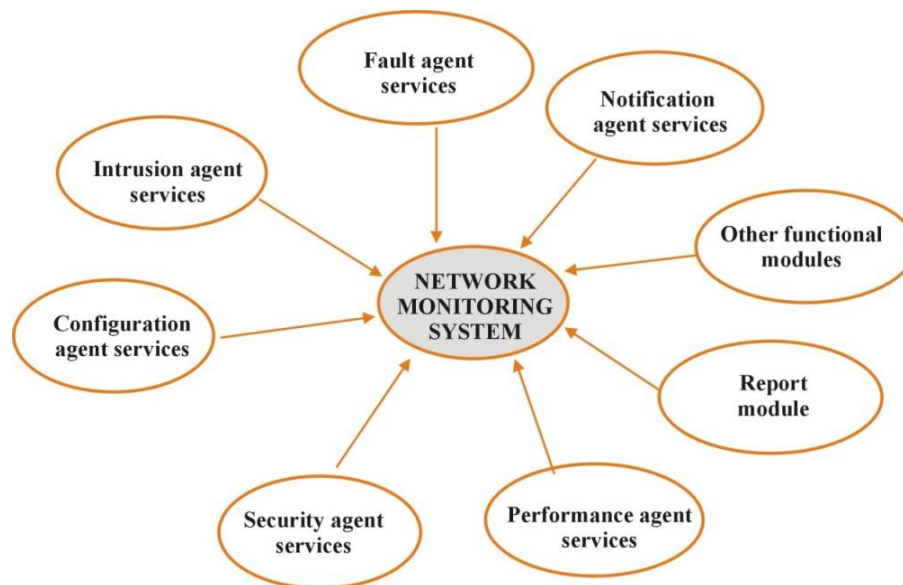 Fault agent
services
Notification
agent services
Intrusion agent
services
Other functional
modules
NETWORK
MONITORING
SYSTEM
Configuration
agent services
Report
module
Security agent
services
Performance agent
services